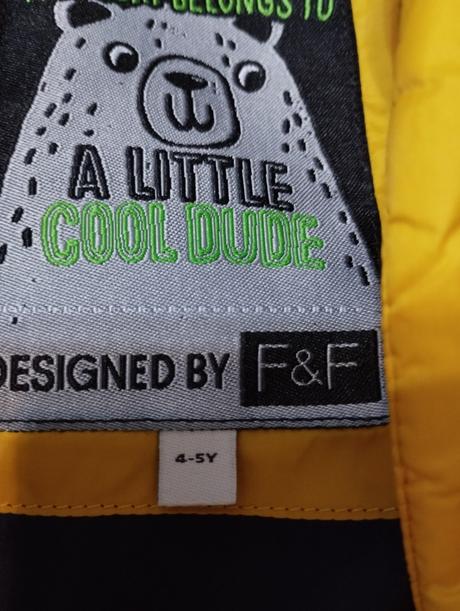 BELONGS TO
A LITTLE
COOL DUDE
DESIGNED BY F&F
4-5Y